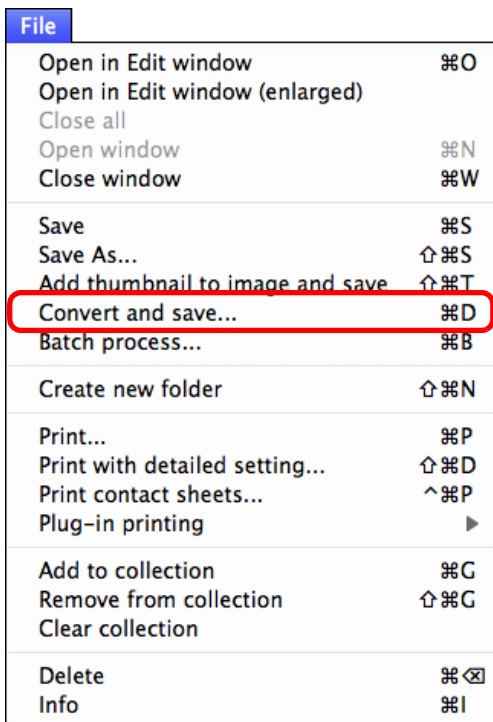 File
Open in Edit window ⌘O
Open in Edit window (enlarged)
Close all
Open window ⌘N
Close window ⌘W
Save ⌘S
Save As... ⇧⌘S
Add thumbnail to image and save ⇧⌘T
Convert and save... ⌘D
Batch process... ⌘B
Create new folder ⇧⌘N
Print... ⌘P
Print with detailed setting... ⇧⌘D
Print contact sheets... ^⌘P
Plug-in printing ▶
Add to collection ⌘G
Remove from collection ⇧⌘G
Clear collection
Delete ⌘⌫
Info ⌘I